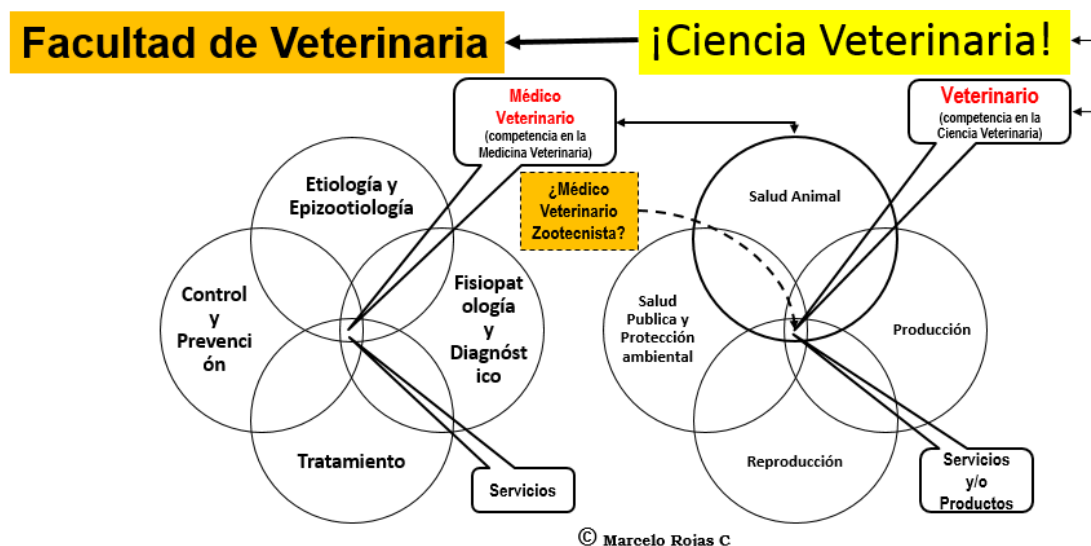 Facultad de Veterinaria
¡Ciencia Veterinaria!
Médico
Veterinario
(competencia en la
Medicina Veterinaria)
Veterinario
(competencia en la
Ciencia Veterinaria)
¿Médico
Veterinario
Zootecnista?
Etiología y
Epizootiología
Control
y
Prevenci
ón
Fisiopat
ología
y
Diagnóst
ico
Tratamiento
Servicios
Salud Animal
Salud
Publica y
Protección
ambiental
Producción
Reproducción
Servicios
y/o
Productos
© Marcelo Rojas C